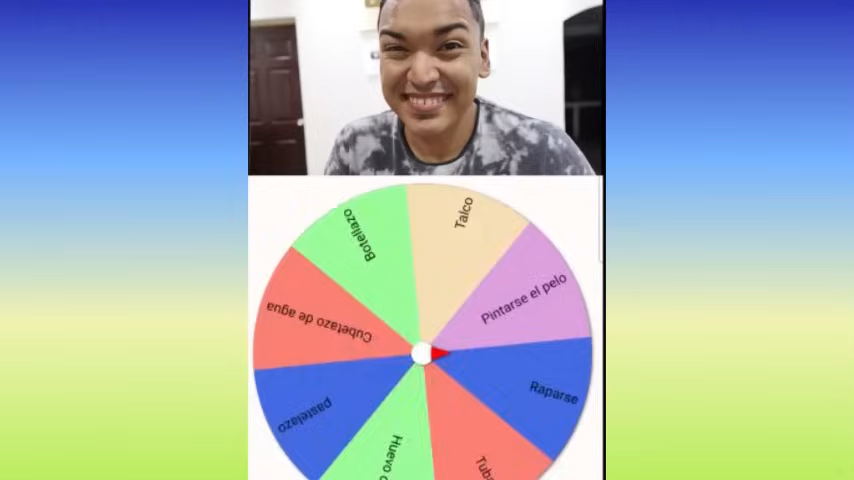 Talco
Botellazo
Pintarse el pelo
Cubetazo de agua
Raparse
pastelazo
Huevo